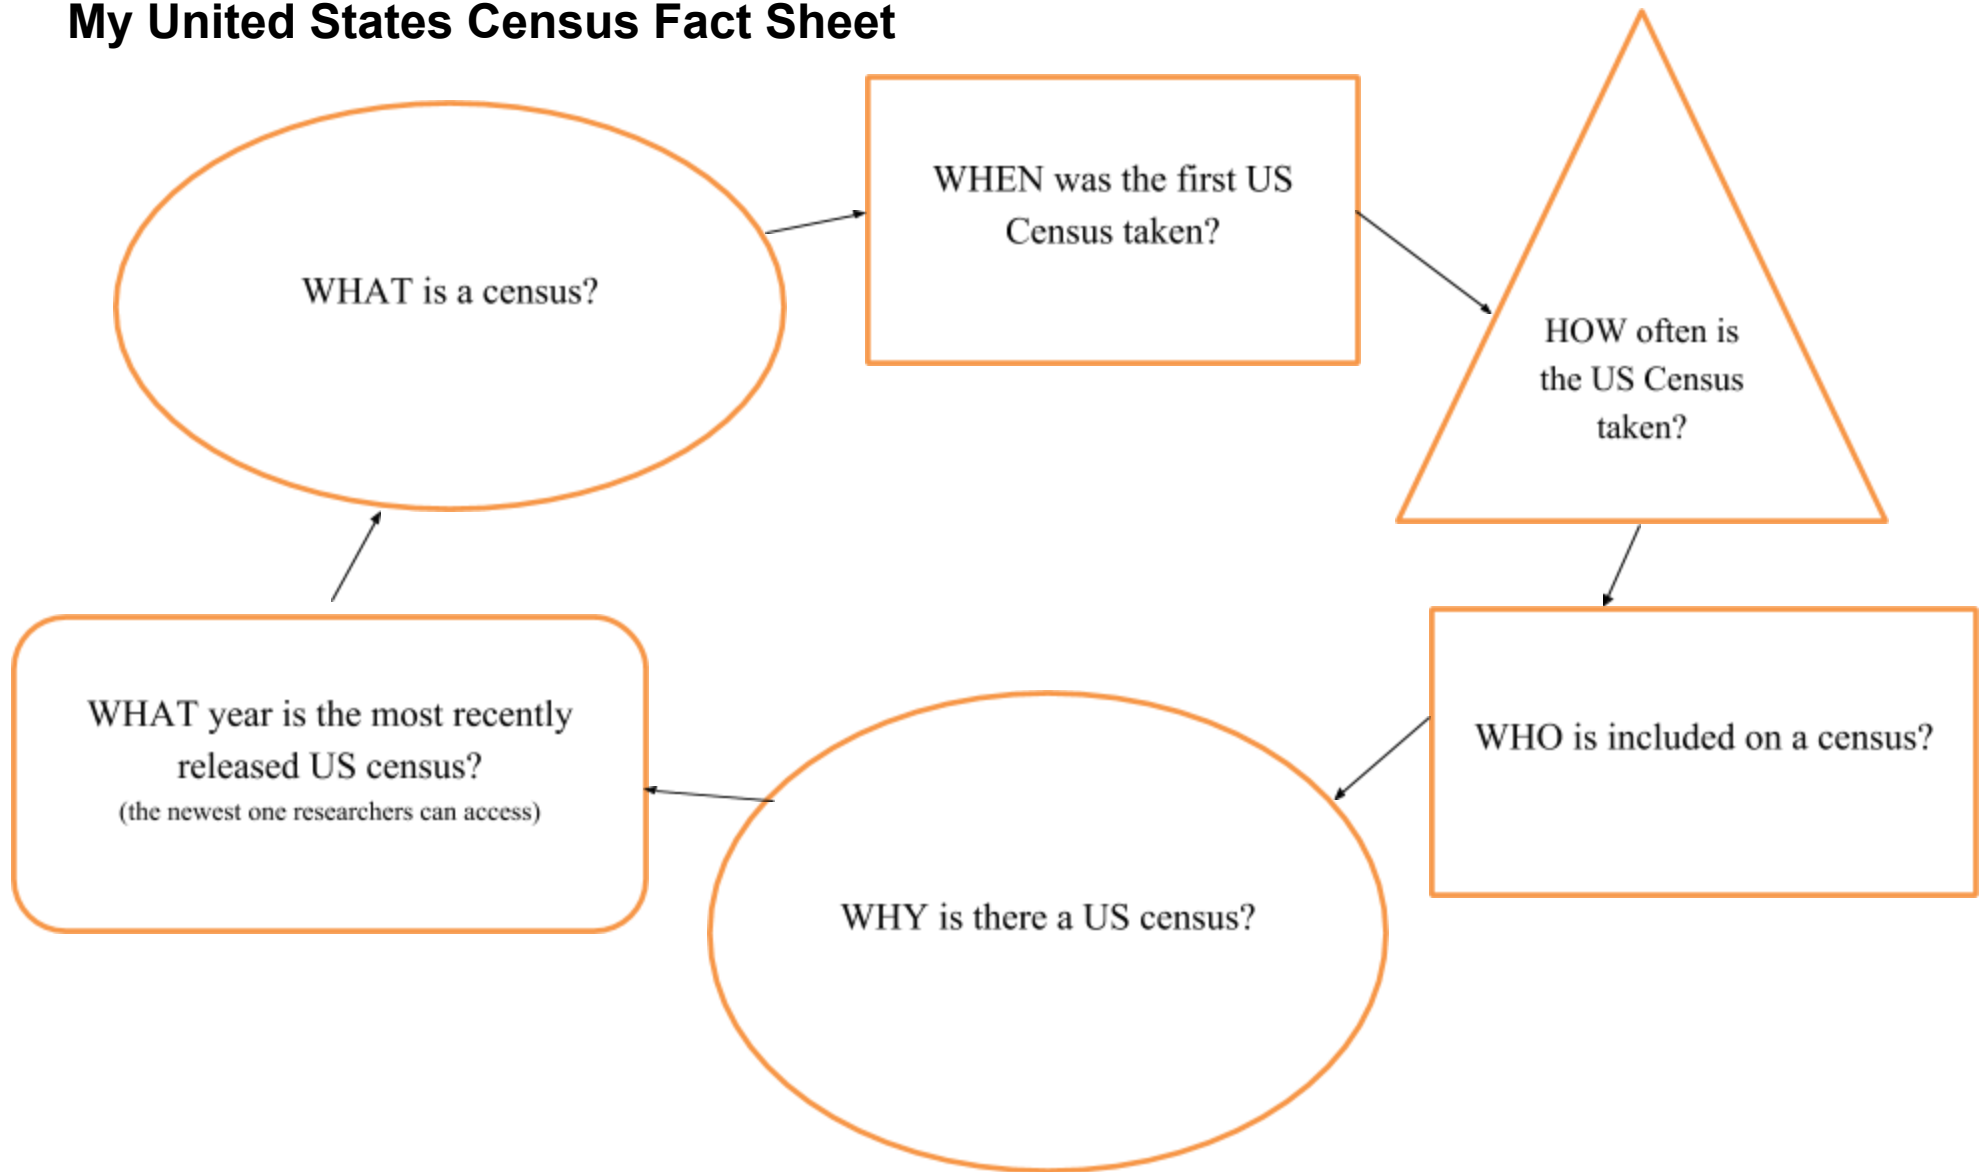 My United States Census Fact Sheet
WHAT is a census?
WHEN was the first US
Census taken?
HOW often is
the US Census
taken?
WHO is included on a census?
WHY is there a US census?
WHAT year is the most recently
released US census?
(the newest one researchers can access)